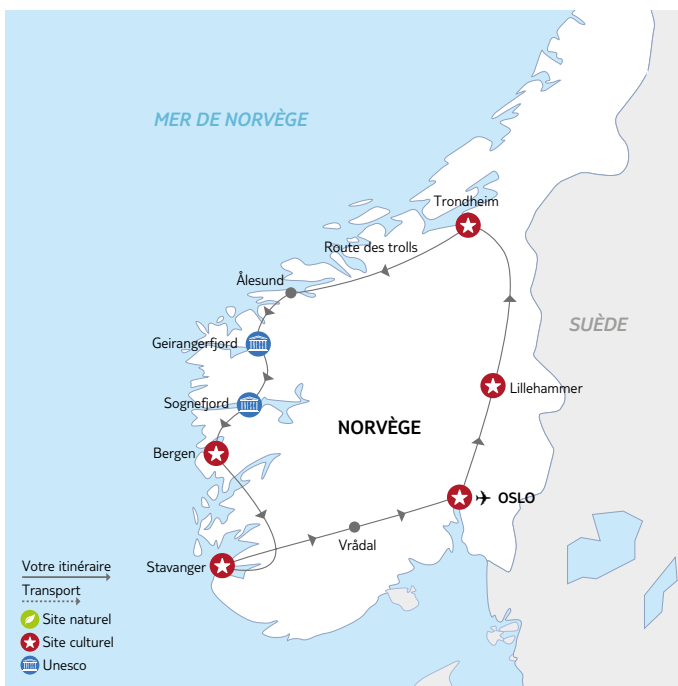 MER DE NORVÈGE
Trondheim
Route des trolls
Ålesund
SUÈDE
Geirangerfjord
Lillehammer
Sognefjord
NORVÈGE
Bergen
OSLO
Vrådal
Stavanger
Votre itinéraire
Transport
Site naturel
Site culturel
Unesco